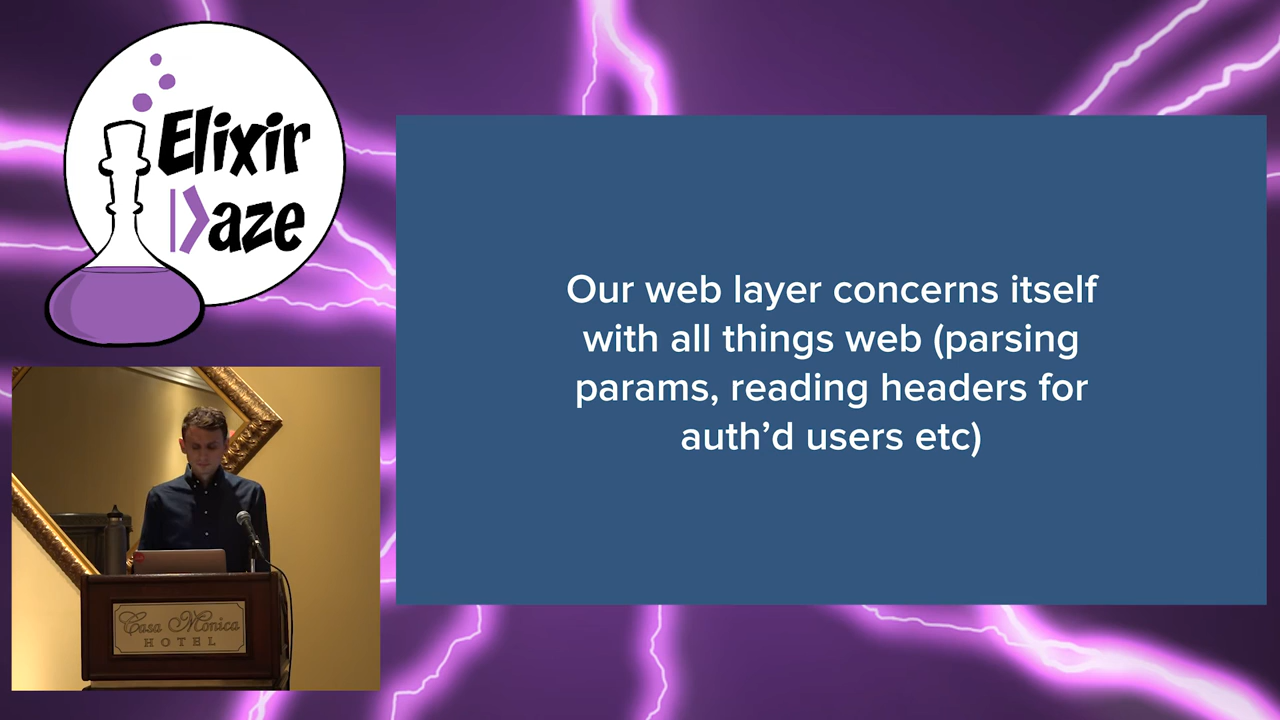 Elixir
Daze
Our web layer concerns itself
with all things web (parsing
params, reading headers for
auth’d users etc)
Casa Monica
HOTEL